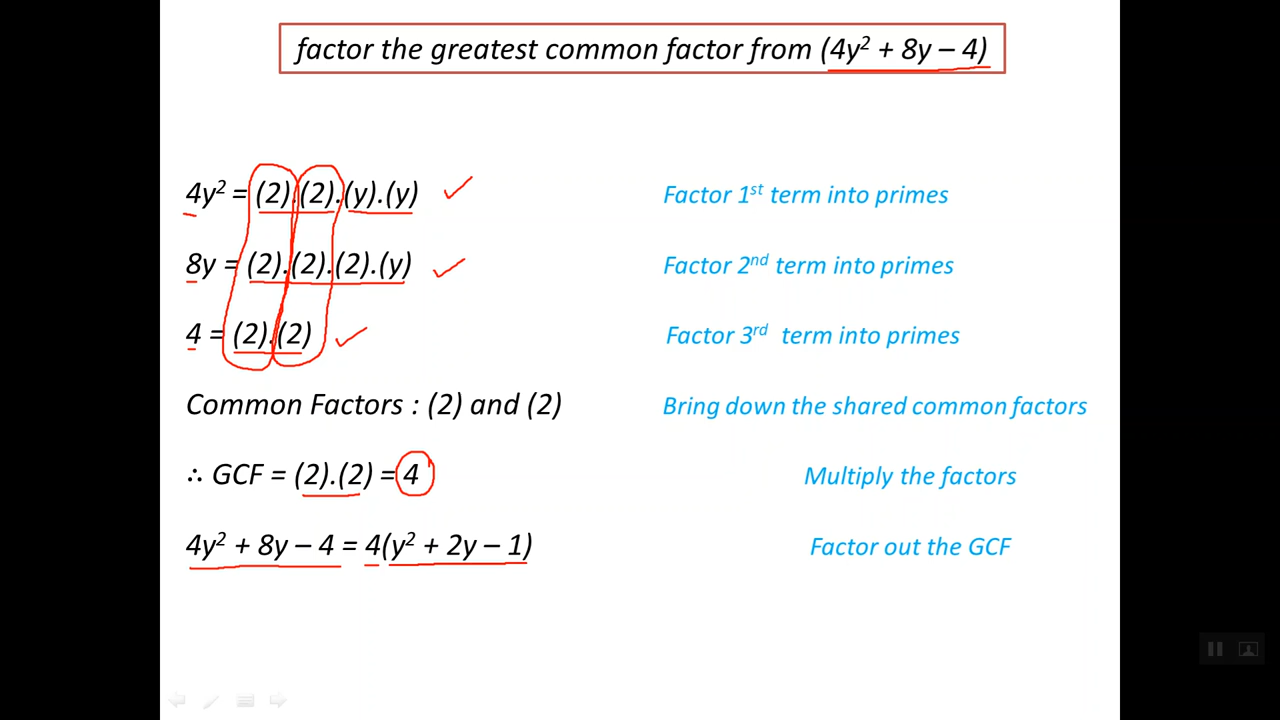 factor the greatest common factor from (4y² + 8y – 4)
4y² = (2).(2).(y).(y)
Factor 1st term into primes
8y = (2).(2).(2).(y)
Factor 2nd term into primes
4 = (2).(2)
Factor 3rd term into primes
Common Factors : (2) and (2)
Bring down the shared common factors
∴ GCF = (2).(2) = 4
Multiply the factors
4y² + 8y – 4 = 4(y² + 2y – 1)
Factor out the GCF